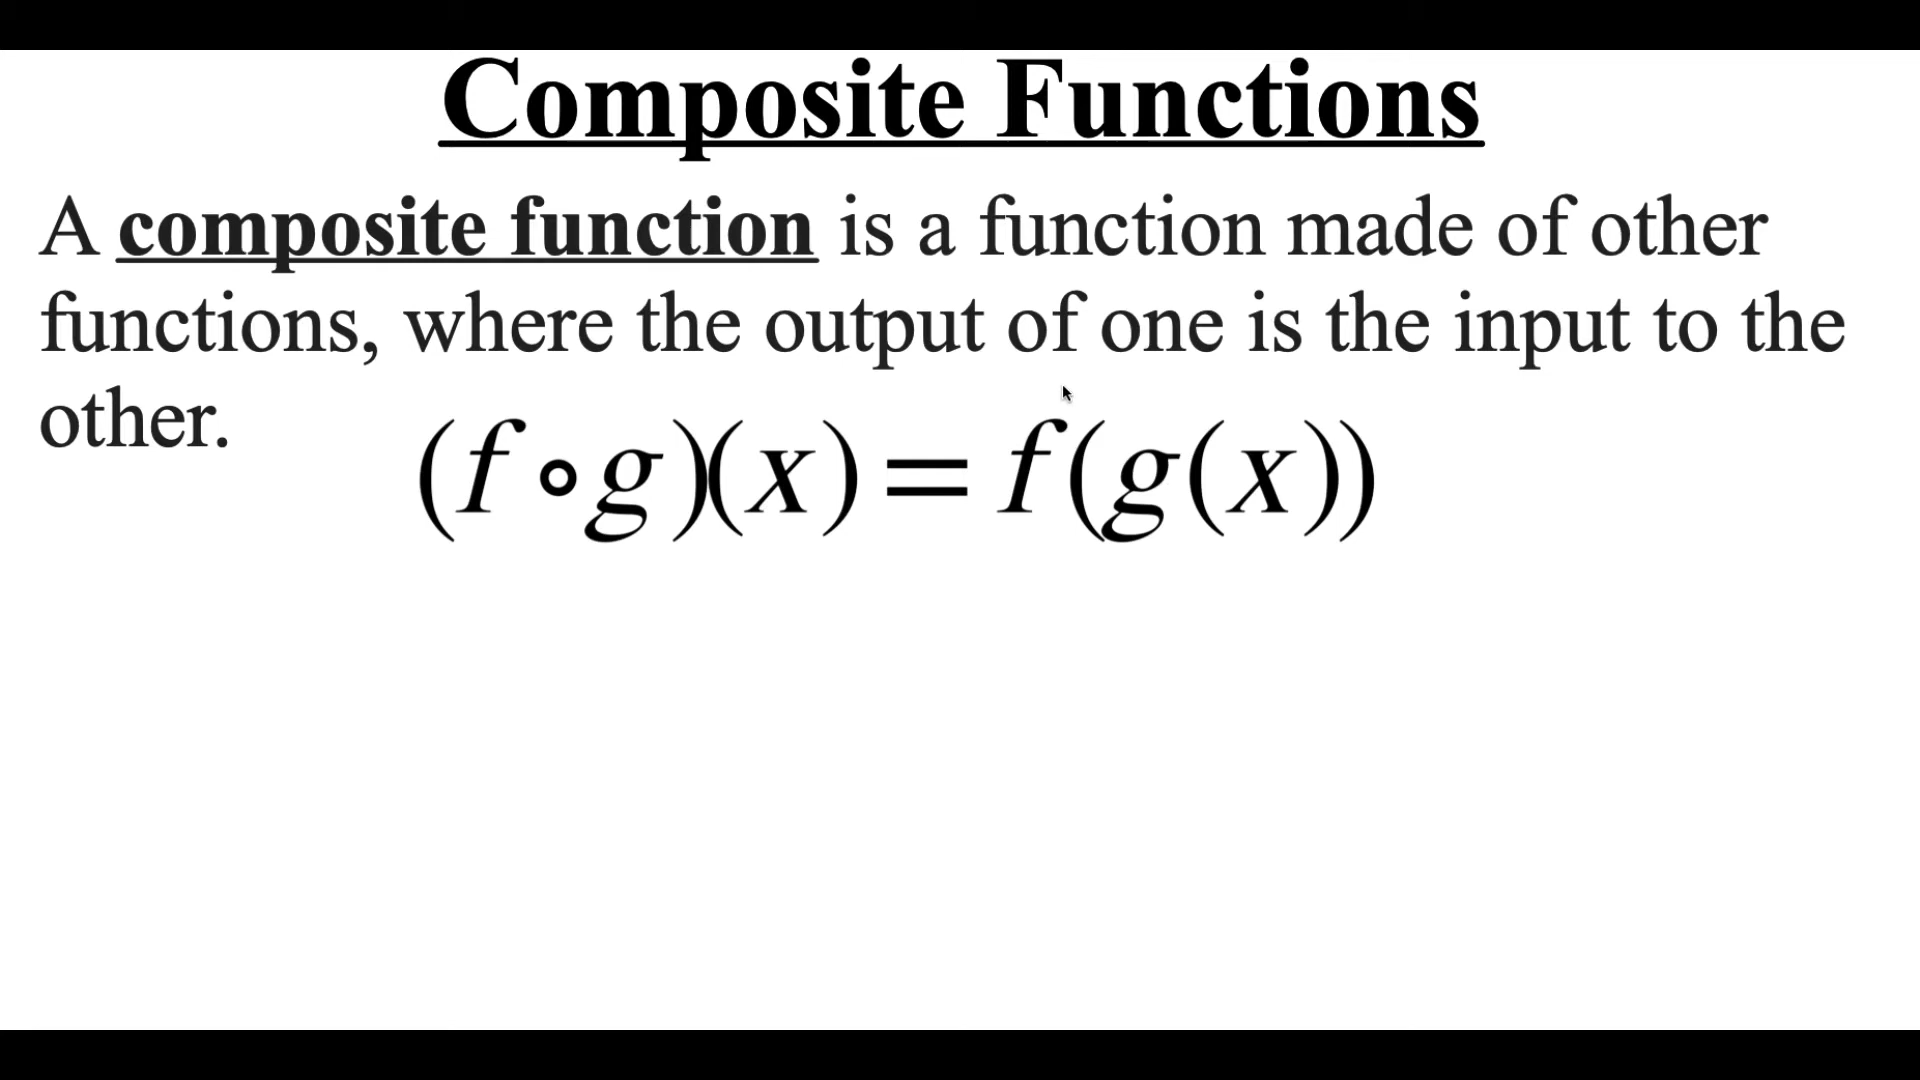 Composite Functions
A composite function is a function made of other
functions, where the output of one is the input to the
other.
(f∘g)(x)=f(g(x))